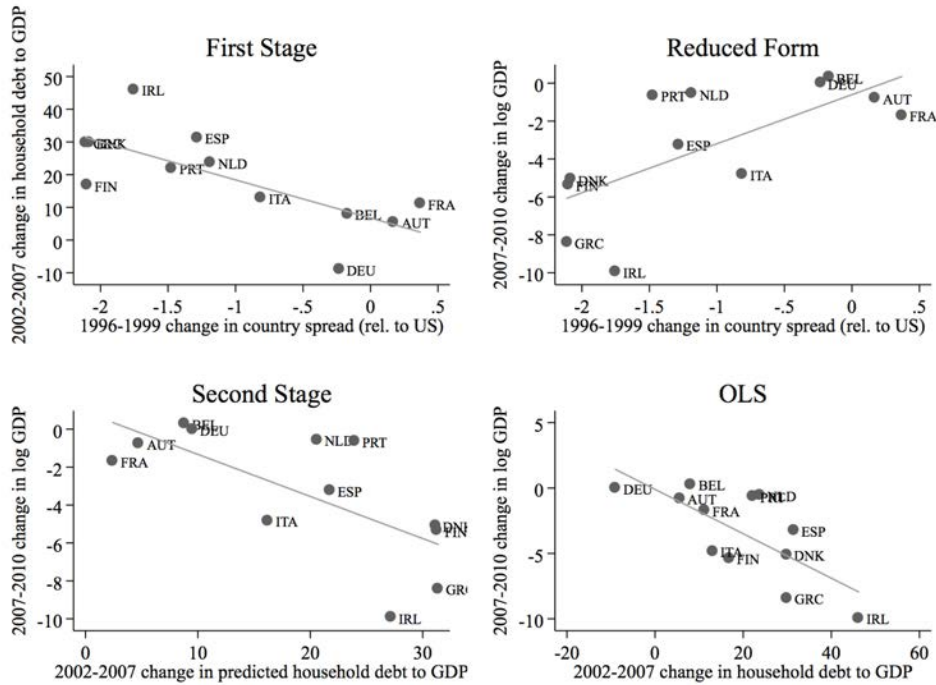 First Stage
2002-2007 change in household debt to GDP
50
40
30
20
10
0
-10
IRL
ESP
DNK
NLD
PRT
FIN
ITA
BEL
AUT
FRA
DEU
-2
-1.5
-1
-.5
0
.5
1996-1999 change in country spread (rel. to US)
Reduced Form
2007-2010 change in log GDP
0
-2
-4
-6
-8
-10
BEL
DEU
PRT
NLD
AUT
FRA
ESP
ITA
DNK
FIN
GRC
IRL
-2
-1.5
-1
-.5
0
.5
1996-1999 change in country spread (rel. to US)
Second Stage
2007-2010 change in log GDP
0
-2
-4
-6
-8
-10
BEL
DEU
AUT
FRA
NLD
PRT
ESP
ITA
DNK
FIN
GRC
IRL
0
10
20
30
2002-2007 change in predicted household debt to GDP
OLS
2007-2010 change in log GDP
5
0
-5
-10
DEU
BEL
AUT
NLD
FRA
ESP
ITA
FIN
DNK
GRC
IRL
-20
0
20
40
60
2002-2007 change in household debt to GDP